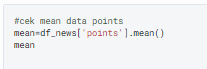 #cek mean data points
mean=df_news['points'].mean()
mean